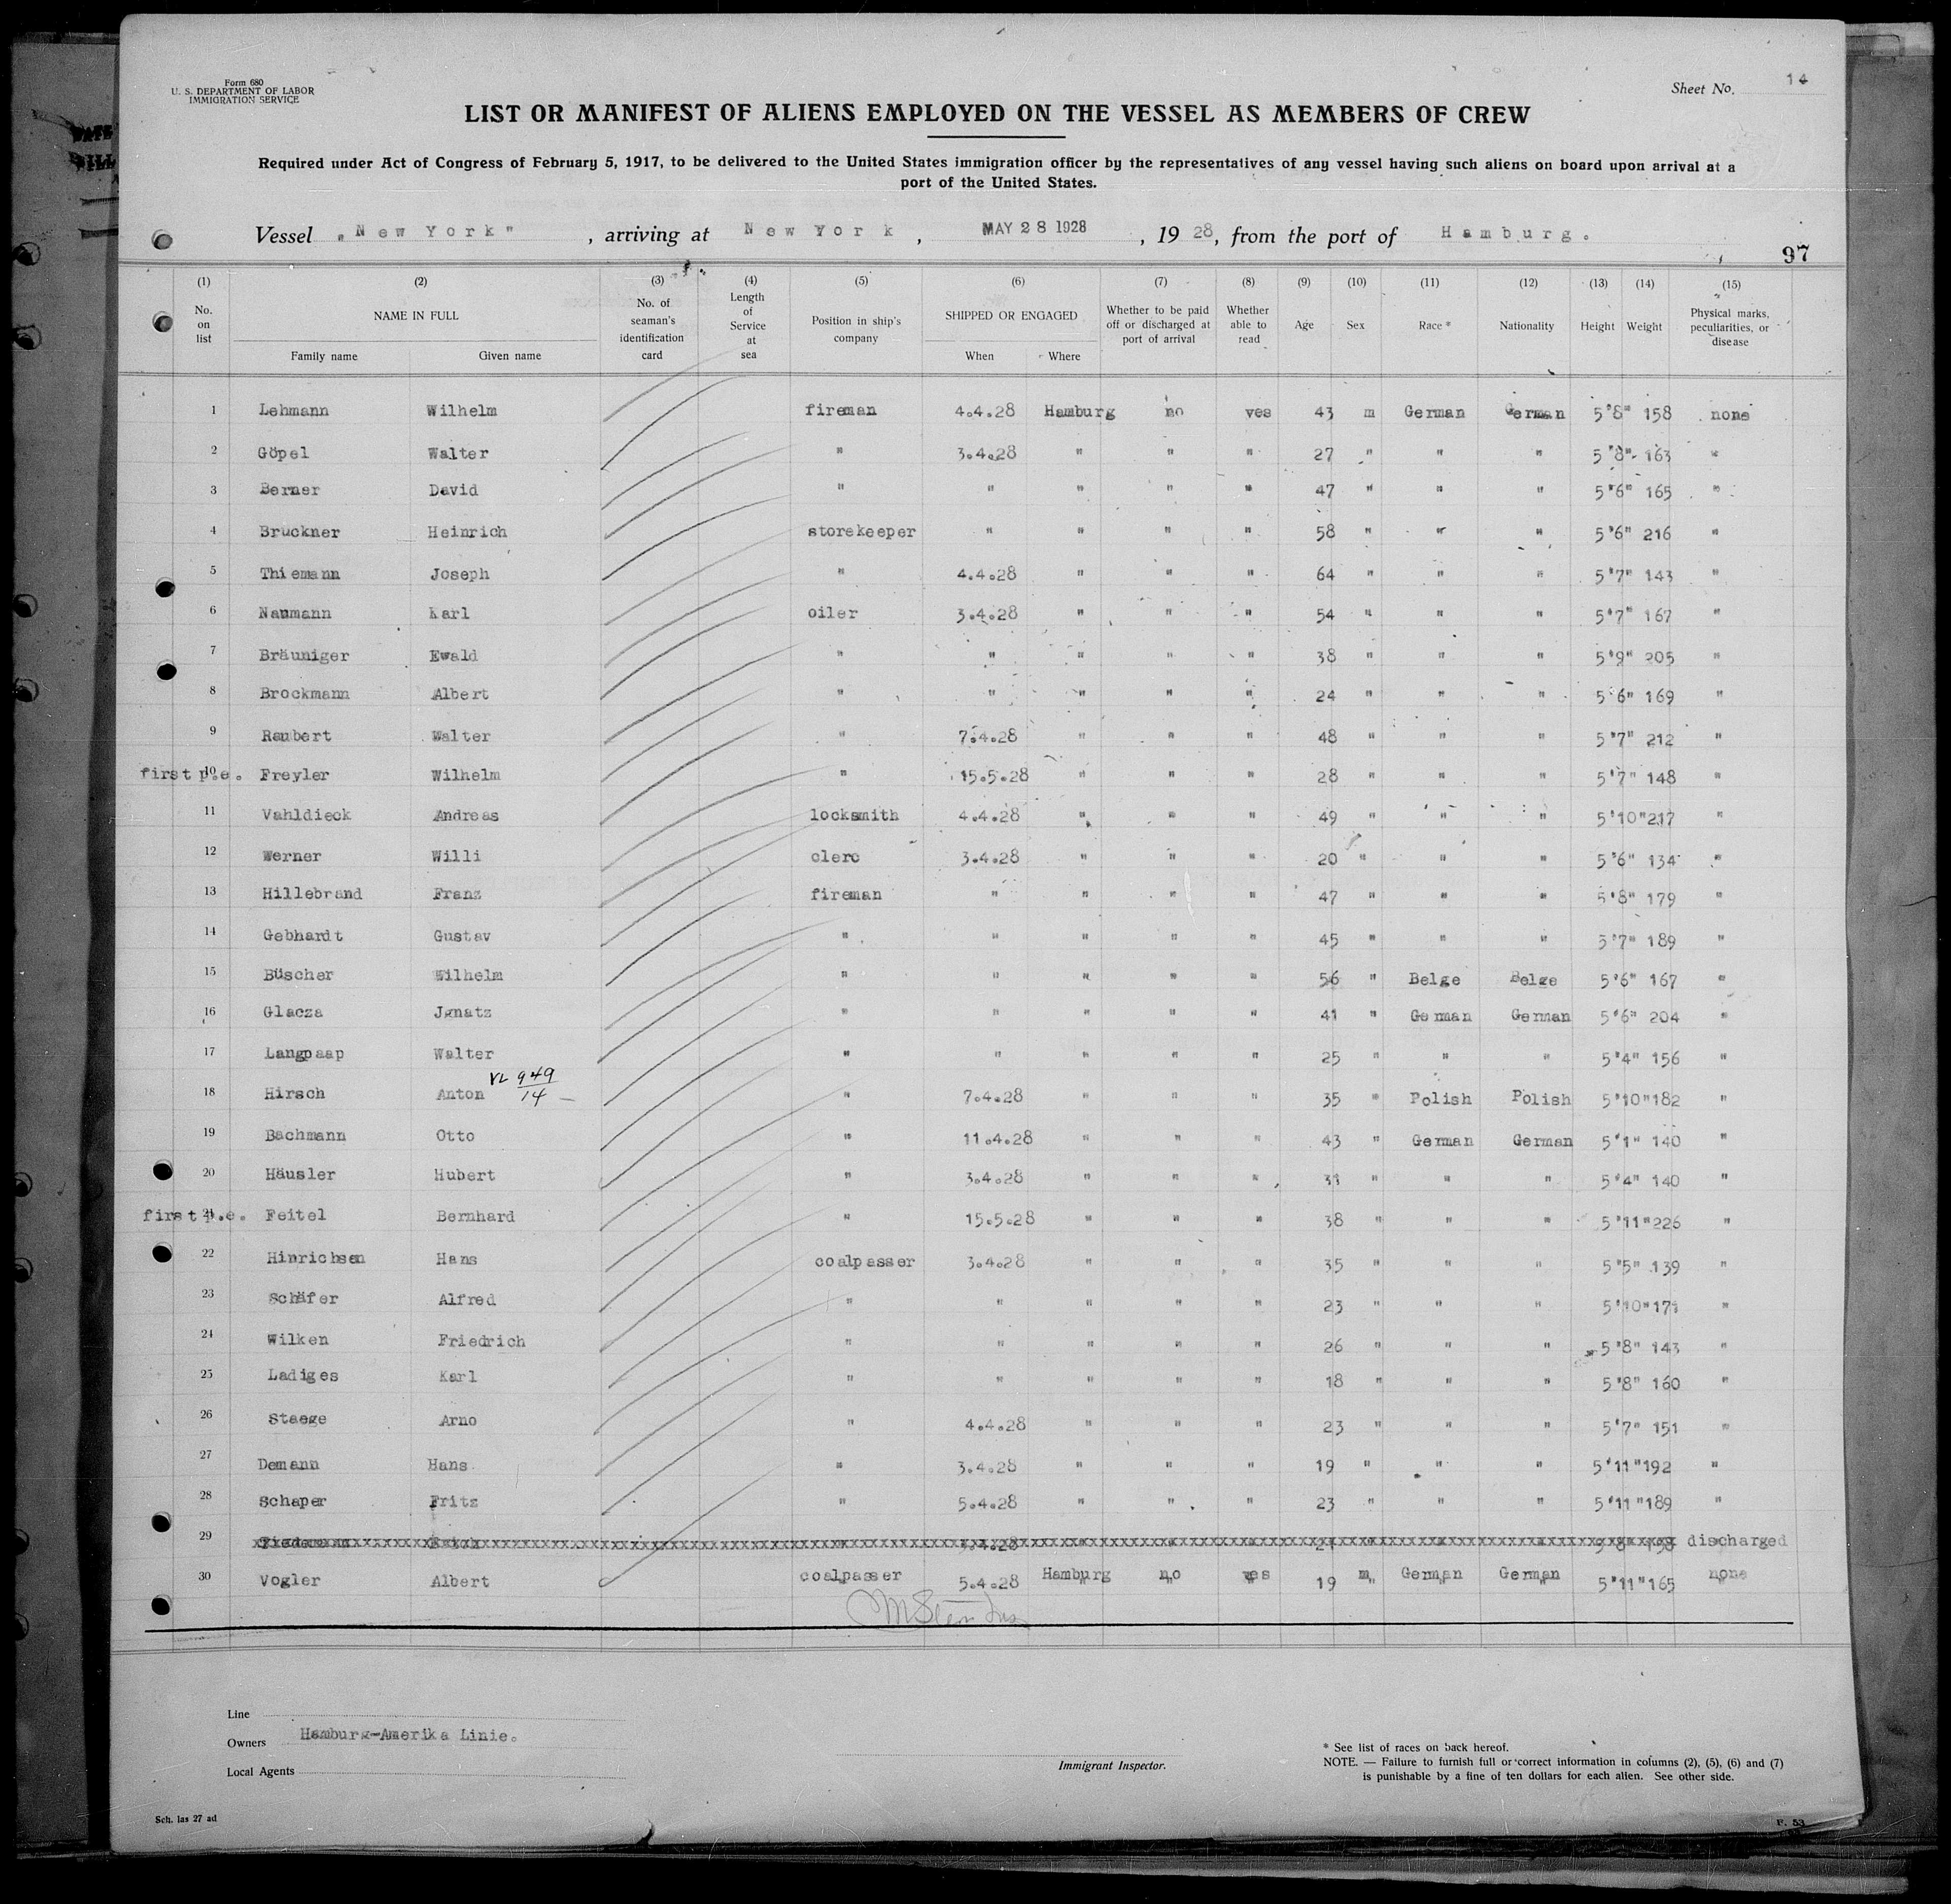 Form 680
U. S. DEPARTMENT OF LABOR
IMMIGRATION SERVICE
Sheet No. 14
LIST OR MANIFEST OF ALIENS EMPLOYED ON THE VESSEL AS MEMBERS OF CREW
Required under Act of Congress of February 5, 1917, to be delivered to the United States immigration officer by the representatives of any vessel having such aliens on board upon arrival at a
port of the United States.
Vessel „New York" , arriving at New York , MAY 28 1928 , 19 28, from the port of Hamburg.
97
(1) (2) (3) (4) (5) (6) (7) (8) (9) (10) (11) (12) (13) (14) (15)
No. on list NAME IN FULL Family name Given name No. of seaman's identification card Length of Service at sea Position in ship's company SHIPPED OR ENGAGED When Where Whether to be paid off or discharged at port of arrival Whether able to read Age Sex Race* Nationality Height Weight Physical marks, peculiarities, or disease
1 Lehmann Wilhelm fireman 4.4.28 Hamburg no yes 43 m German German 5'8" 158 none
2 Göpel Walter " 3.4.28 " " " 27 " " " 5'8" 163 "
3 Berner David " " " " " 47 " " " 5'6" 165 "
4 Bruckner Heinrich storekeeper " " " " 58 " " " 5'6" 216 "
5 Thiemann Joseph " 4.4.28 " " " 64 " " " 5'7" 143 "
6 Naumann Karl oiler 3.4.28 " " " 54 " " " 5'7" 167 "
7 Bräuniger Ewald " " " " " 38 " " " 5'9" 205 "
8 Brockmann Albert " " " " " 24 " " " 5'6" 169 "
9 Raubert Walter " 7.4.28 " " " 48 " " " 5'7" 212 "
first p.e. 10 Freyler Wilhelm " 15.5.28 " " " 28 " " " 5'7" 148 "
11 Vahldieck Andreas locksmith 4.4.28 " " " 49 " " " 5'10" 217 "
12 Werner Willi clerc 3.4.28 " " " 20 " " " 5'6" 134 "
13 Hillebrand Franz fireman " " " " 47 " " " 5'8" 179 "
14 Gebhardt Gustav " " " " " 45 " " " 5'7" 189 "
15 Büscher Wilhelm " " " " " 56 " Belge Belge 5'6" 167 "
16 Glacza Jgnatz " " " " " 41 " German German 5'6" 204 "
17 Langpaap Walter " " " " " 25 " " " 5'4" 156 "
18 Hirsch Anton 949/14 " 7.4.28 " " " 35 " Polish Polish 5'10" 182 "
19 Bachmann Otto " 11.4.28 " " " 43 " German German 5'1" 140 "
20 Häusler Hubert " 3.4.28 " " " " " " 5'4" 140 "
first p.e. 21 Feitel Bernhard " 15.5.28 " " " 38 " " " 5'11" 226 "
22 Hinrichsen Hans coalpasser 3.4.28 " " " 35 " " " 5'5" 139 "
23 Schäfer Alfred " " " " " 23 " " " 5'10" 171 "
24 Wilken Friedrich " " " " " 26 " " " 5'8" 143 "
25 Ladiges Karl " " " " " 18 " " " 5'8" 160 "
26 Staege Arno " 4.4.28 " " " 23 " " " 5'7" 151 "
27 Demann Hans " 3.4.28 " " " 19 " " " 5'11" 192 "
28 Schaper Fritz " 5.4.28 " " " 23 " " " 5'11" 189 "
29 discharged
30 Vogler Albert coalpasser 5.4.28 Hamburg no yes 19 m German German 5'11" 165 none
Line
Owners Hamburg-Amerika Linie.
Local Agents
Immigrant Inspector.
* See list of races on back hereof.
NOTE. — Failure to furnish full or correct information in columns (2), (5), (6) and (7)
is punishable by a fine of ten dollars for each alien. See other side.
Sch. las 27 ad
F. 53